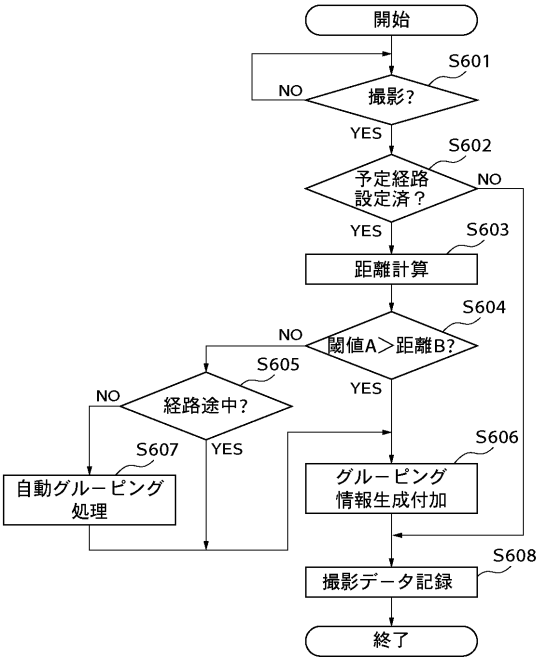 開始
S601
撮影?
NO
YES
S602
予定経路
設定済?
NO
YES
S603
距離計算
S604
閾値A>距離B?
NO
YES
S605
経路途中?
NO
YES
S607
自動グルーピング
処理
S606
グルーピング
情報生成付加
S608
撮影データ記録
終了